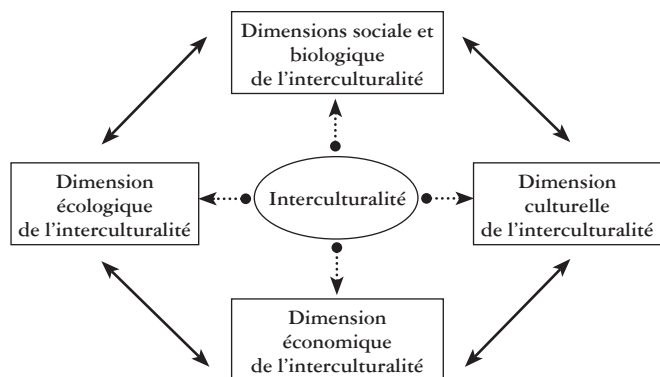 Dimensions sociale et
biologique
de l’interculturalité
Dimension
écologique
de l’interculturalité
Interculturalité
Dimension
culturelle
de l’interculturalité
Dimension
économique
de l’interculturalité